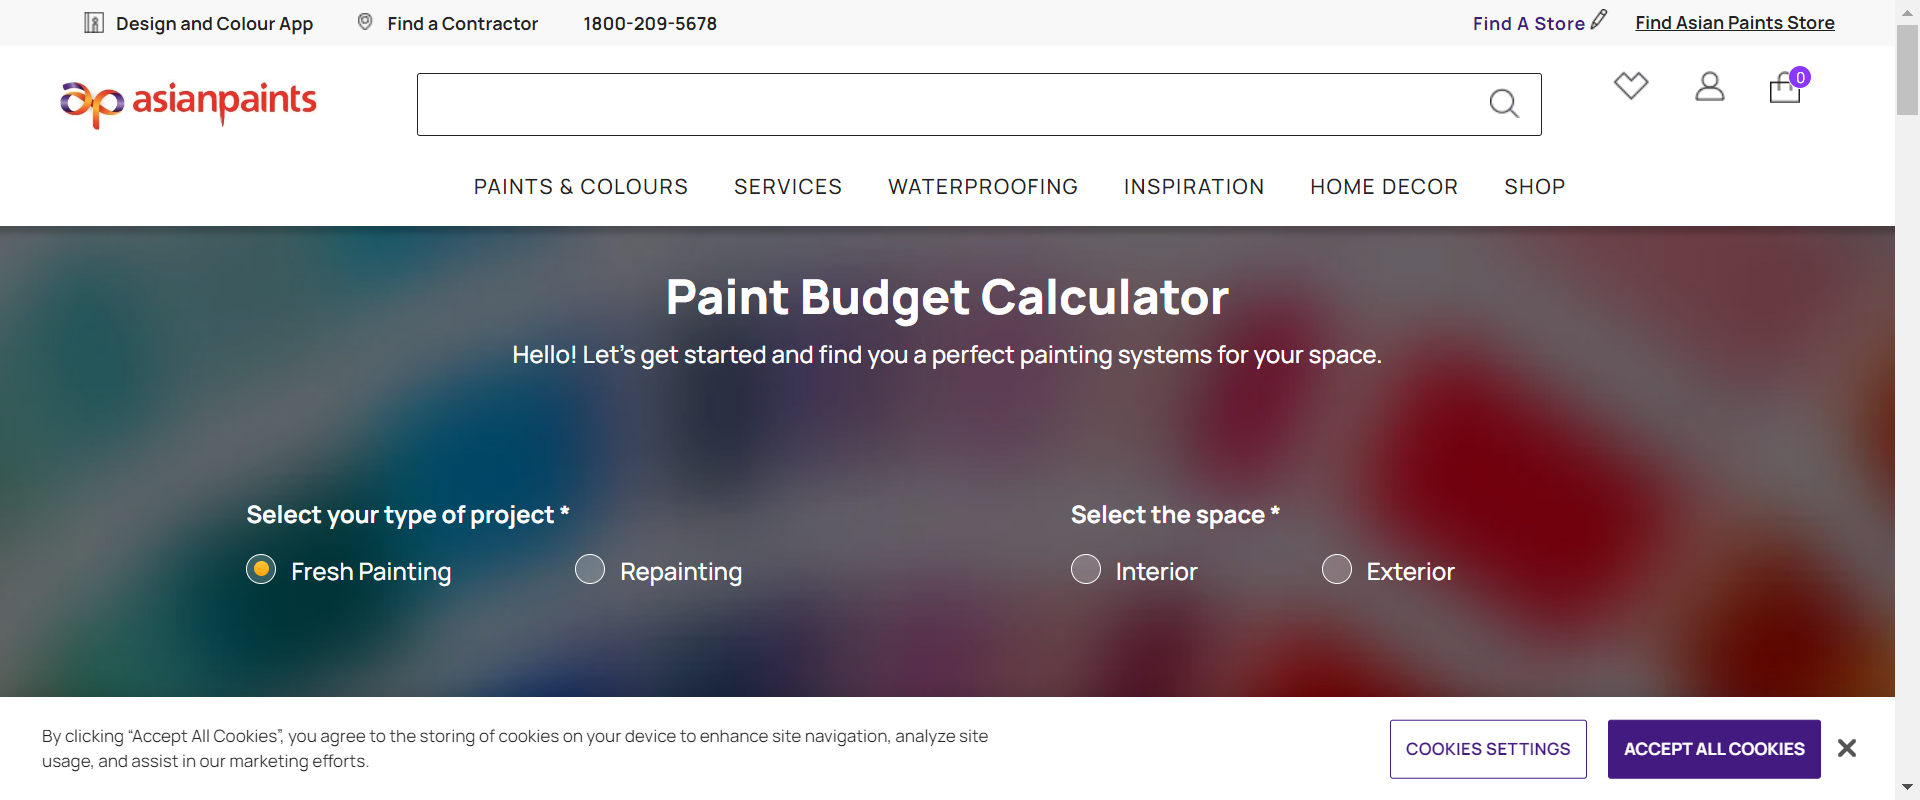 Design and Colour App
Find a Contractor
1800-209-5678
Find A Store
Find Asian Paints Store
asianpaints
0
PAINTS & COLOURS
SERVICES
WATERPROOFING
INSPIRATION
HOME DECOR
SHOP
Paint Budget Calculator
Hello! Let's get started and find you a perfect painting systems for your space.
Select your type of project *
Fresh Painting
Repainting
Select the space *
Interior
Exterior
By clicking “Accept All Cookies”, you agree to the storing of cookies on your device to enhance site navigation, analyze site
usage, and assist in our marketing efforts.
COOKIES SETTINGS
ACCEPT ALL COOKIES